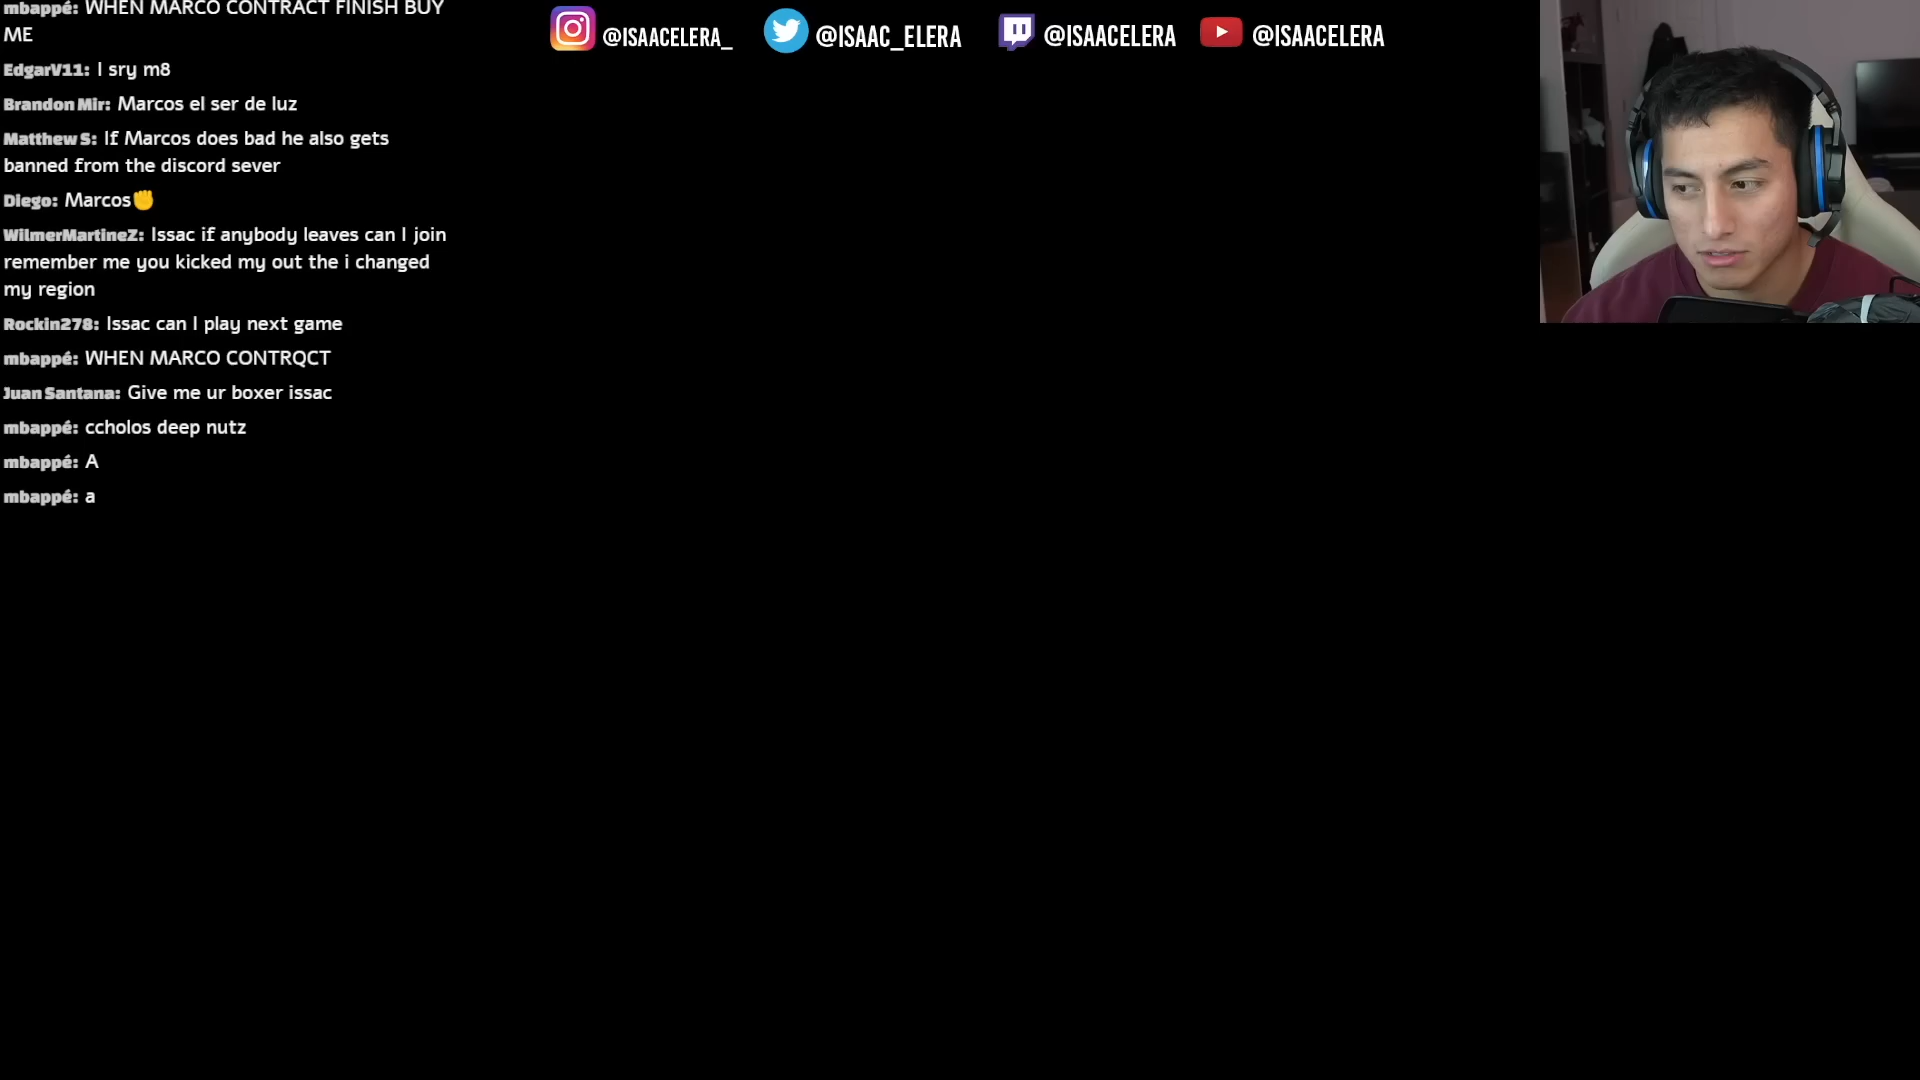 mbappé: WHEN MARCO CONTRACT FINISH BUY
ME
EdgarV11: I sry m8
Brandon Mir: Marcos el ser de luz
Matthew S: If Marcos does bad he also gets
banned from the discord sever
Diego: Marcos✊
WilmerMartineZ: Issac if anybody leaves can I join
remember me you kicked my out the i changed
my region
Rockin278: Issac can I play next game
mbappé: WHEN MARCO CONTRQCT
Juan Santana: Give me ur boxer issac
mbappé: ccholos deep nutz
mbappé: A
mbappé: a
@ISAACELERA_ @ISAAC_ELERA @ISAACELERA @ISAACELERA